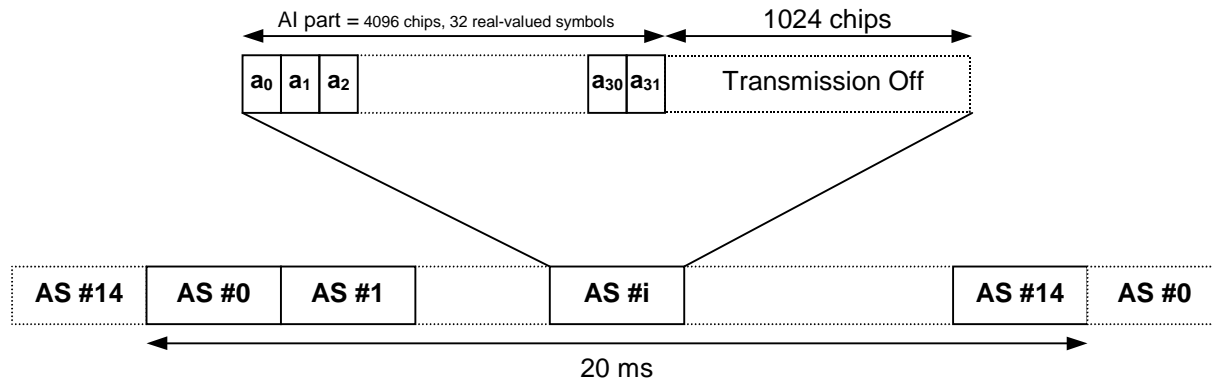 AI part = 4096 chips, 32 real-valued symbols
1024 chips
a0 a1 a2 a30 a31 Transmission Off
AS #14 AS #0 AS #1 AS #i AS #14 AS #0
20 ms